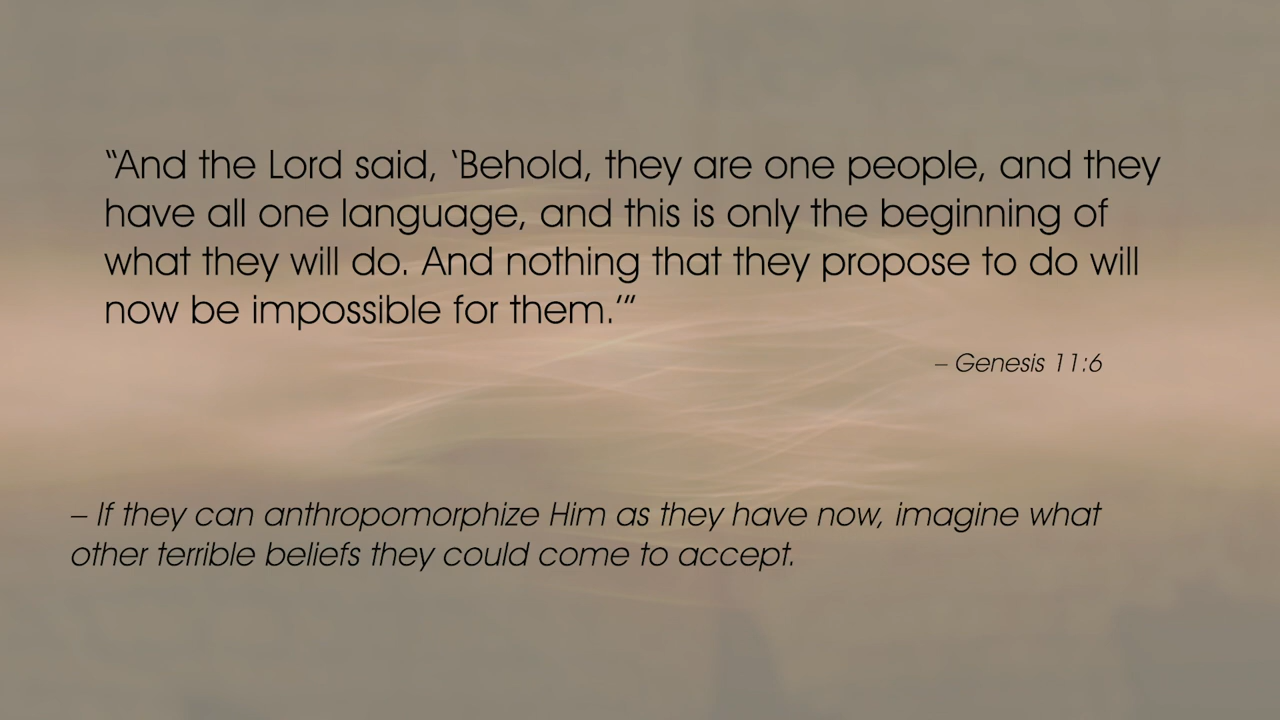 “And the Lord said, ‘Behold, they are one people, and they
have all one language, and this is only the beginning of
what they will do. And nothing that they propose to do will
now be impossible for them.’”
– Genesis 11:6
– If they can anthropomorphize Him as they have now, imagine what
other terrible beliefs they could come to accept.